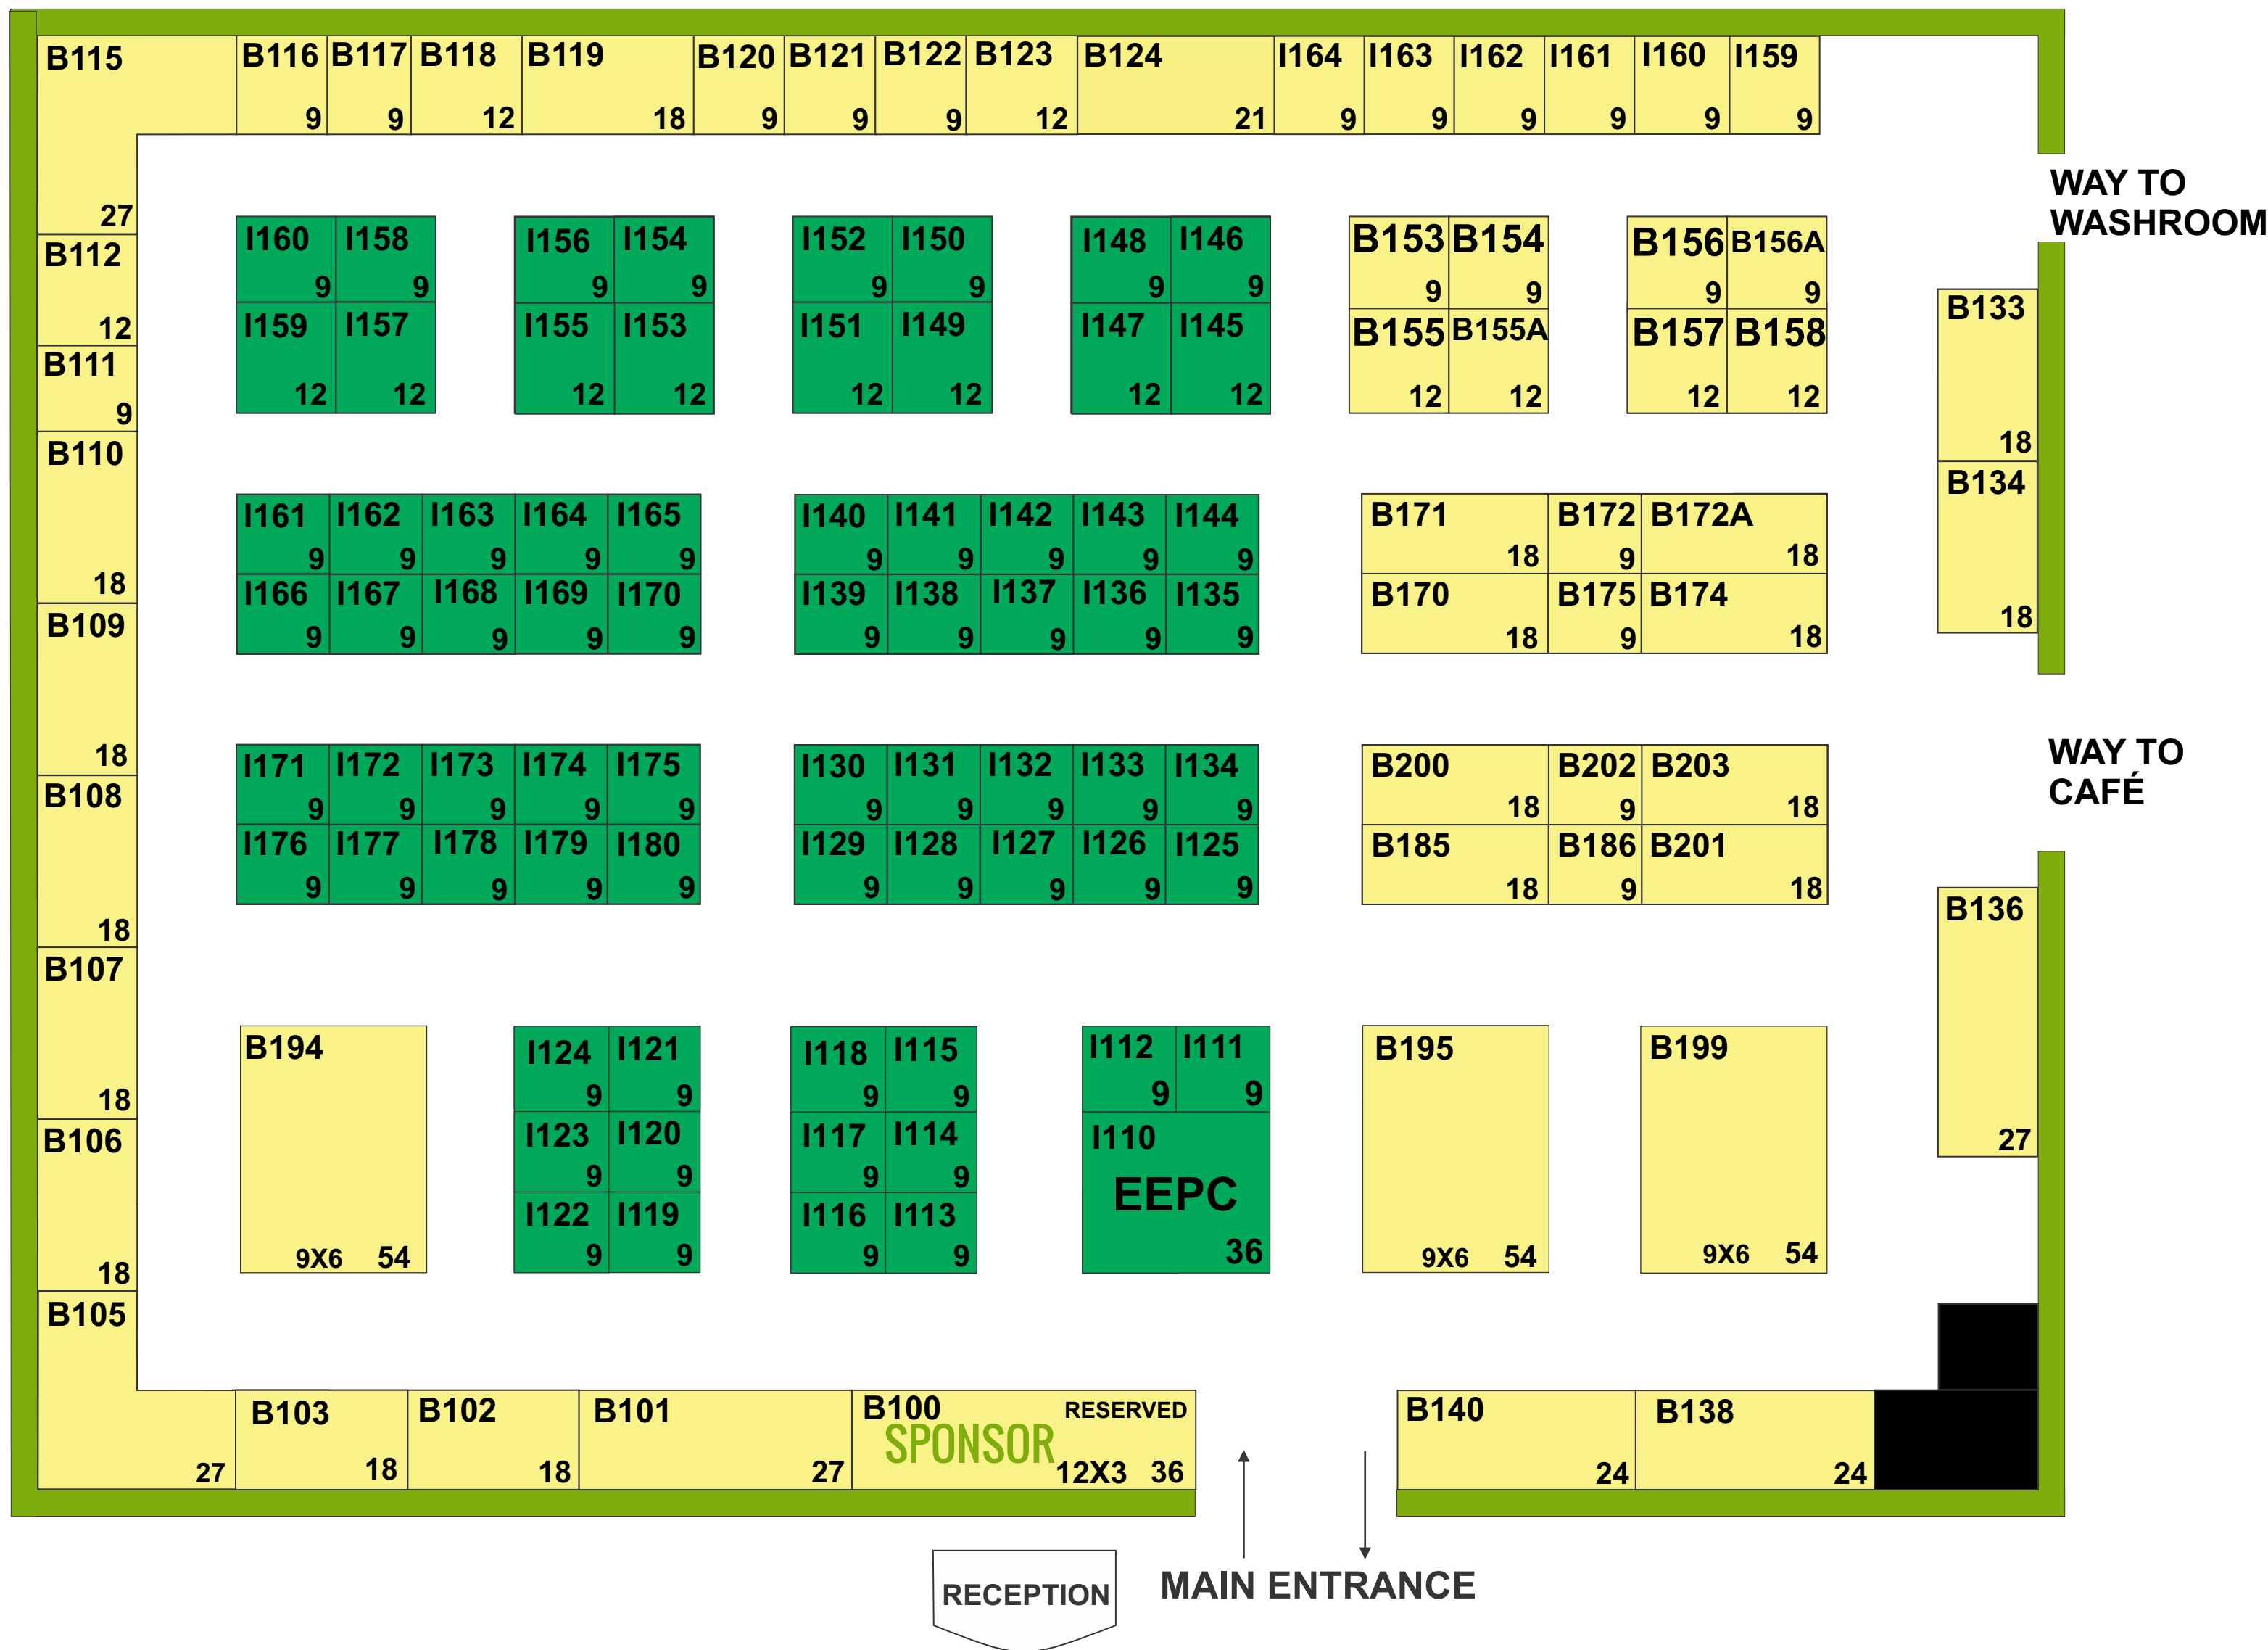 B115 B116 B117 B118 B119 B120 B121 B122 B123 B124 I164 I163 I162 I161 I160 I159
9 9 12 18 9 9 9 12 21 9 9 9 9 9 9
27
WAY TO
WASHROOM
B112
12
B111
9
B110
18
B109
18
B108
18
B107
18
B106
18
B105
27
I160 I158 I156 I154 I152 I150 I148 I146 B153 B154 B156 B156A
9 9 9 9 9 9 9 9 9 9 9 9
I159 I157 I155 I153 I151 I149 I147 I145 B155 B155A B157 B158
12 12 12 12 12 12 12 12 12 12 12 12
B133
18
B134
18
I161 I162 I163 I164 I165 I140 I141 I142 I143 I144 B171 B172 B172A
9 9 9 9 9 9 9 9 9 9 18 9 18
I166 I167 I168 I169 I170 I139 I138 I137 I136 I135 B170 B175 B174
9 9 9 9 9 9 9 9 9 9 18 9 18
WAY TO
CAFÉ
I171 I172 I173 I174 I175 I130 I131 I132 I133 I134 B200 B202 B203
9 9 9 9 9 9 9 9 9 9 18 9 18
I176 I177 I178 I179 I180 I129 I128 I127 I126 I125 B185 B186 B201
9 9 9 9 9 9 9 9 9 9 18 9 18
B136
27
B194
9X6 54
I124 I121 I118 I115 I112 I111
9 9 9 9 9 9
I123 I120 I117 I114 I110
9 9 9 9
EEPC
I122 I119 I116 I113
9 9 9 9 36
B195
9X6 54
B199
9X6 54
B103 B102 B101 B100 RESERVED B140 B138
SPONSOR
18 18 27 12X3 36 24 24
RECEPTION
MAIN ENTRANCE